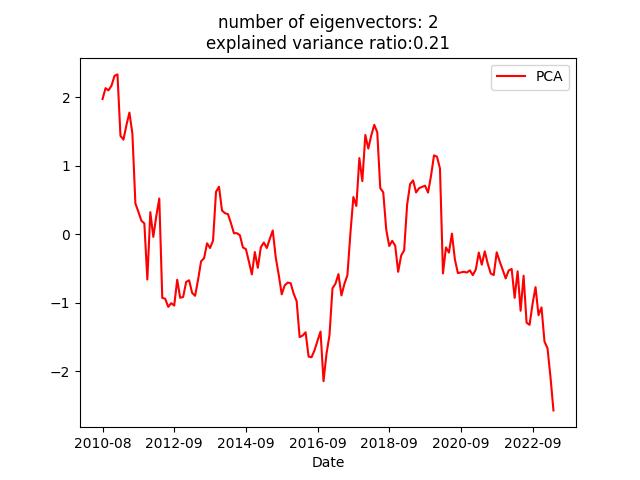 number of eigenvectors: 2
explained variance ratio:0.21
PCA
2
1
0
−1
−2
2010-08 2012-09 2014-09 2016-09 2018-09 2020-09 2022-09
Date